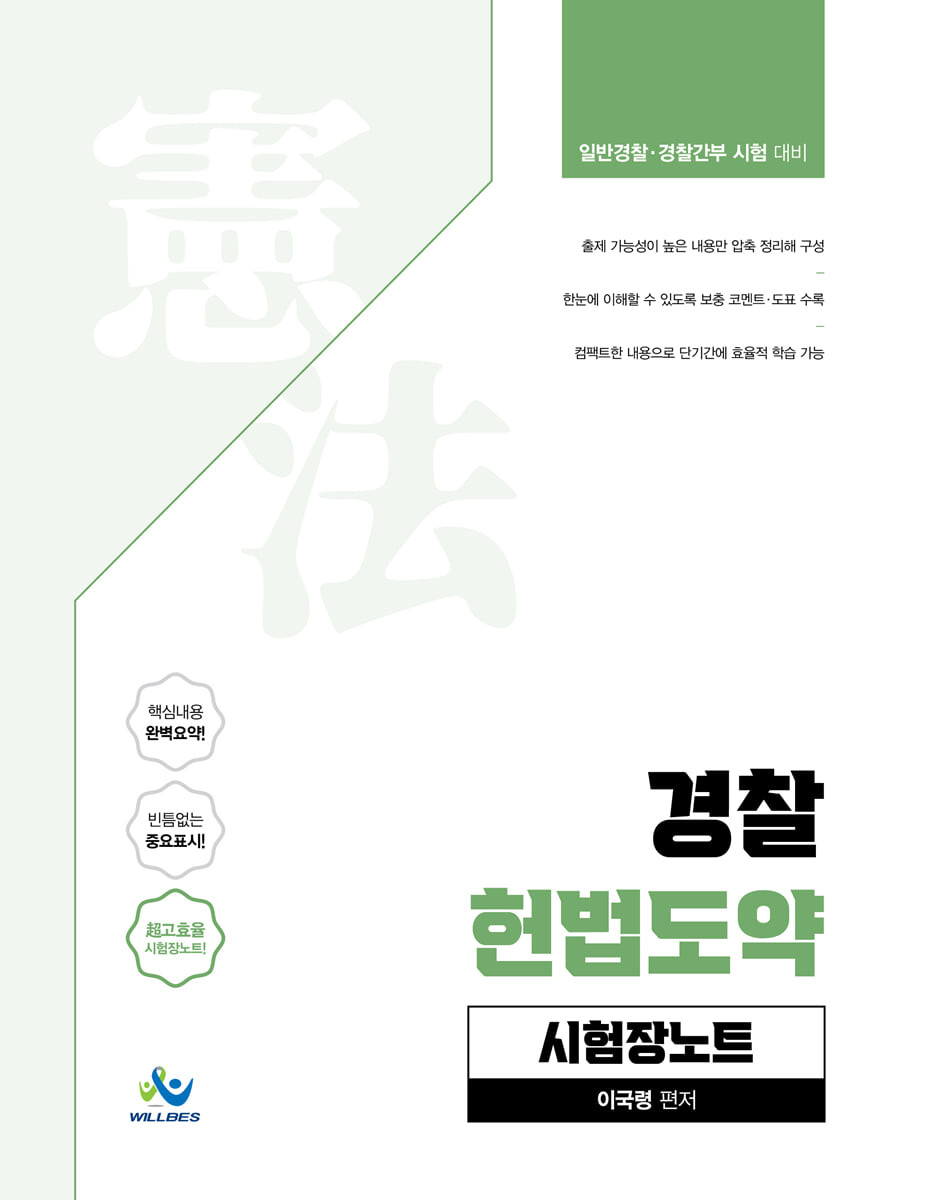 憲
法
일반경찰·경찰간부 시험 대비
출제 가능성이 높은 내용만 압축 정리해 구성
한눈에 이해할 수 있도록 보충 코멘트·도표 수록
컴팩트한 내용으로 단기간에 효율적 학습 가능
핵심내용
완벽요약!
빈틈없는
중요표시!
超고효율
시험장노트!
경찰
헌법도약
시험장노트
이국령 편저
WILLBES